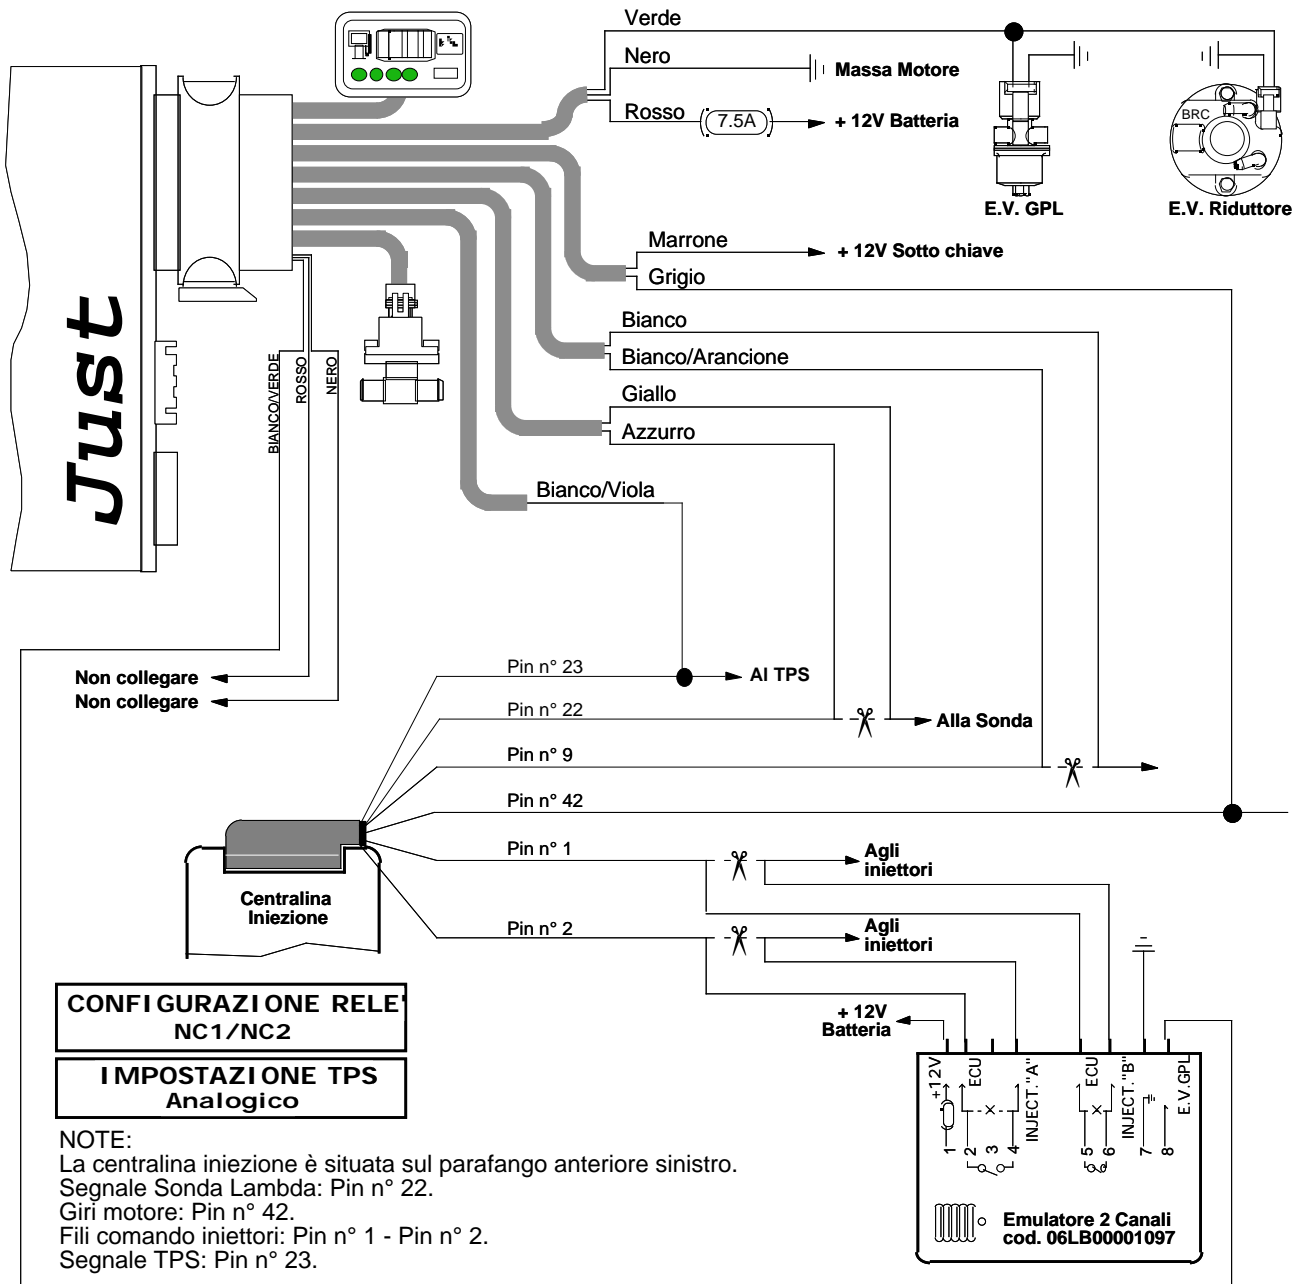 Verde
Nero
Massa Motore
Rosso
7.5A
+ 12V Batteria
BRC
E.V. GPL
E.V. Riduttore
Marrone
+ 12V Sotto chiave
Grigio
Bianco
Bianco/Arancione
Giallo
Azzurro
Bianco/Viola
Just
BIANCO/VERDE
ROSSO
NERO
Non collegare
Non collegare
Pin n° 23
Al TPS
Pin n° 22
Alla Sonda
Pin n° 9
Pin n° 42
Pin n° 1
Agli
iniettori
Pin n° 2
Agli
iniettori
Centralina
Iniezione
+ 12V
Batteria
CONFIGURAZIONE RELE'
NC1/NC2
IMPOSTAZIONE TPS
Analogico
+12V
ECU
INJECT."A"
ECU
INJECT."B"
E.V.GPL
1
2
3
4
5
6
7
8
Emulatore 2 Canali
cod. 06LB00001097
NOTE:
La centralina iniezione è situata sul parafango anteriore sinistro.
Segnale Sonda Lambda: Pin n° 22.
Giri motore: Pin n° 42.
Fili comando iniettori: Pin n° 1 - Pin n° 2.
Segnale TPS: Pin n° 23.